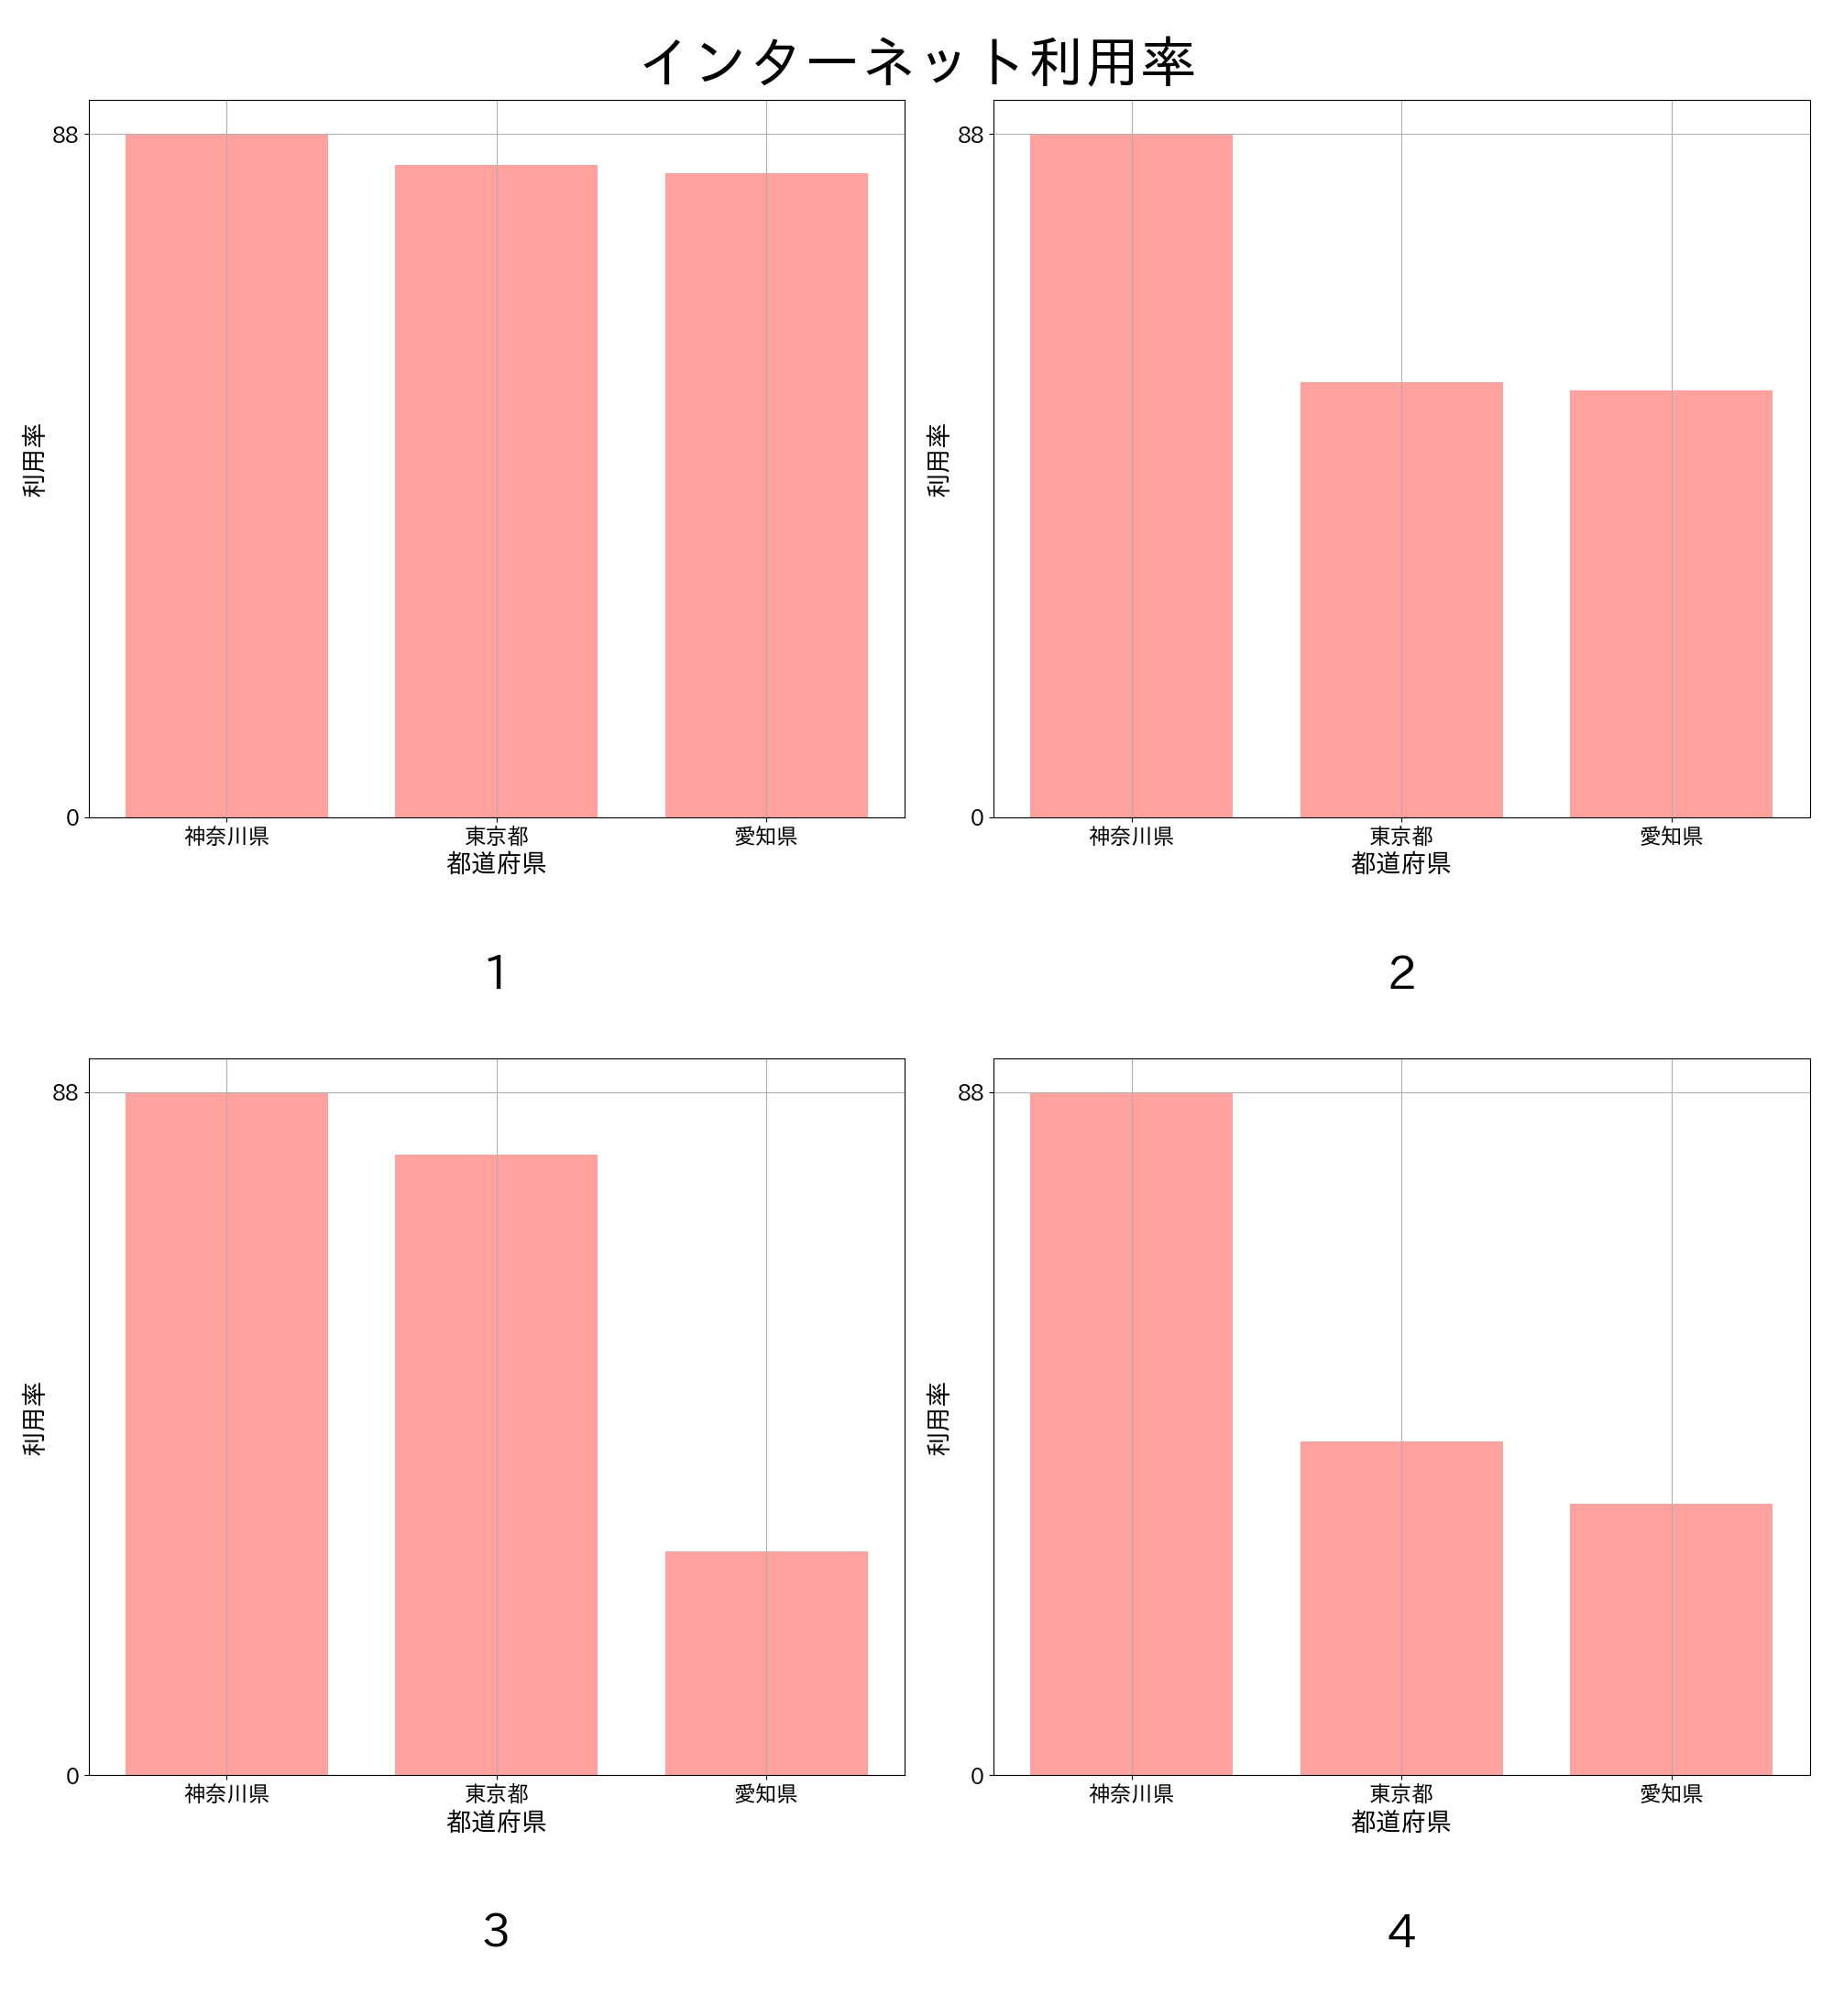 インターネット利用率
88
0
利用率
神奈川県 東京都 愛知県
都道府県
1
88
0
利用率
神奈川県 東京都 愛知県
都道府県
2
88
0
利用率
神奈川県 東京都 愛知県
都道府県
3
88
0
利用率
神奈川県 東京都 愛知県
都道府県
4